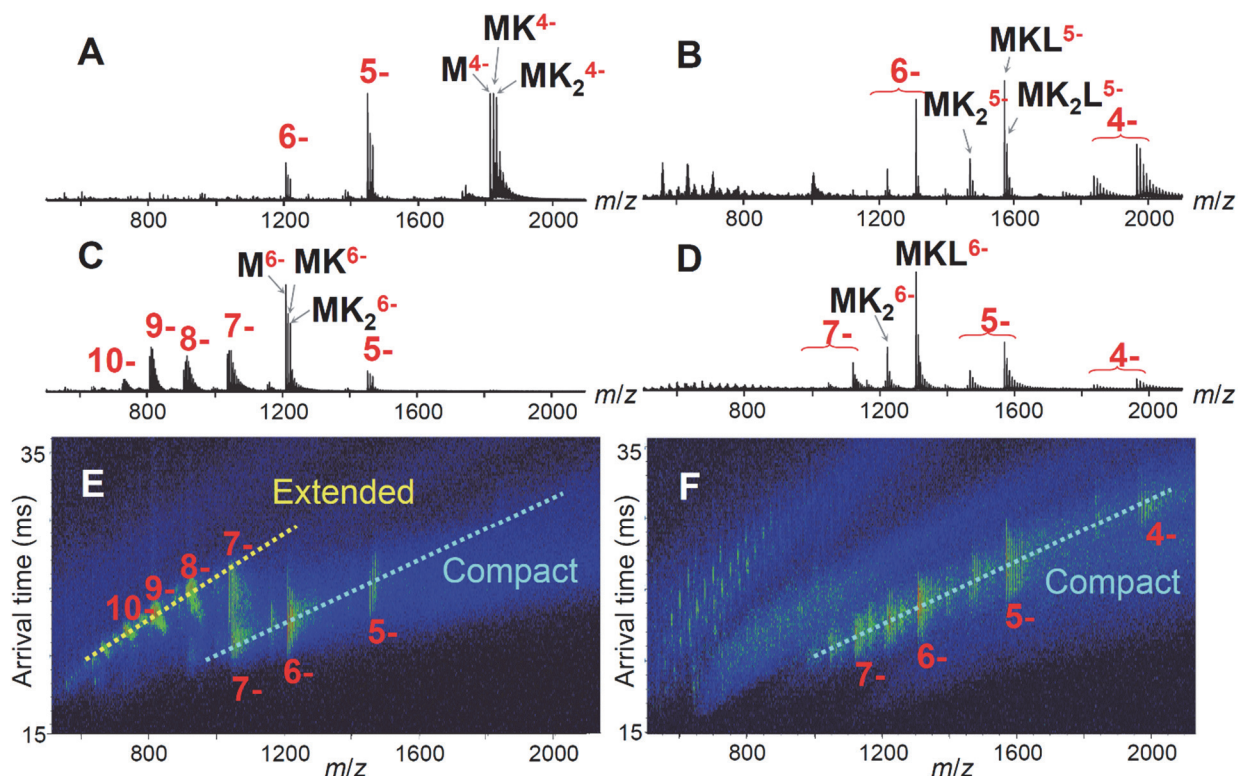 A
6-
5-
M4-
MK4-
MK24-
800 1200 1600 2000 m/z
B
6-
MKL5-
MK25-
MK2L5-
4-
800 1200 1600 2000 m/z
C
10-
9-
8-
7-
M6-
MK6-
MK26-
5-
800 1200 1600 2000 m/z
D
7-
MK26-
MKL6-
5-
4-
800 1200 1600 2000 m/z
E
35
Arrival time (ms)
15
Extended
Compact
10-
9-
8-
7-
7-
6-
5-
800 1200 m/z 1600 2000
F
35
Arrival time (ms)
15
Compact
7-
6-
5-
4-
800 1200 m/z 1600 2000